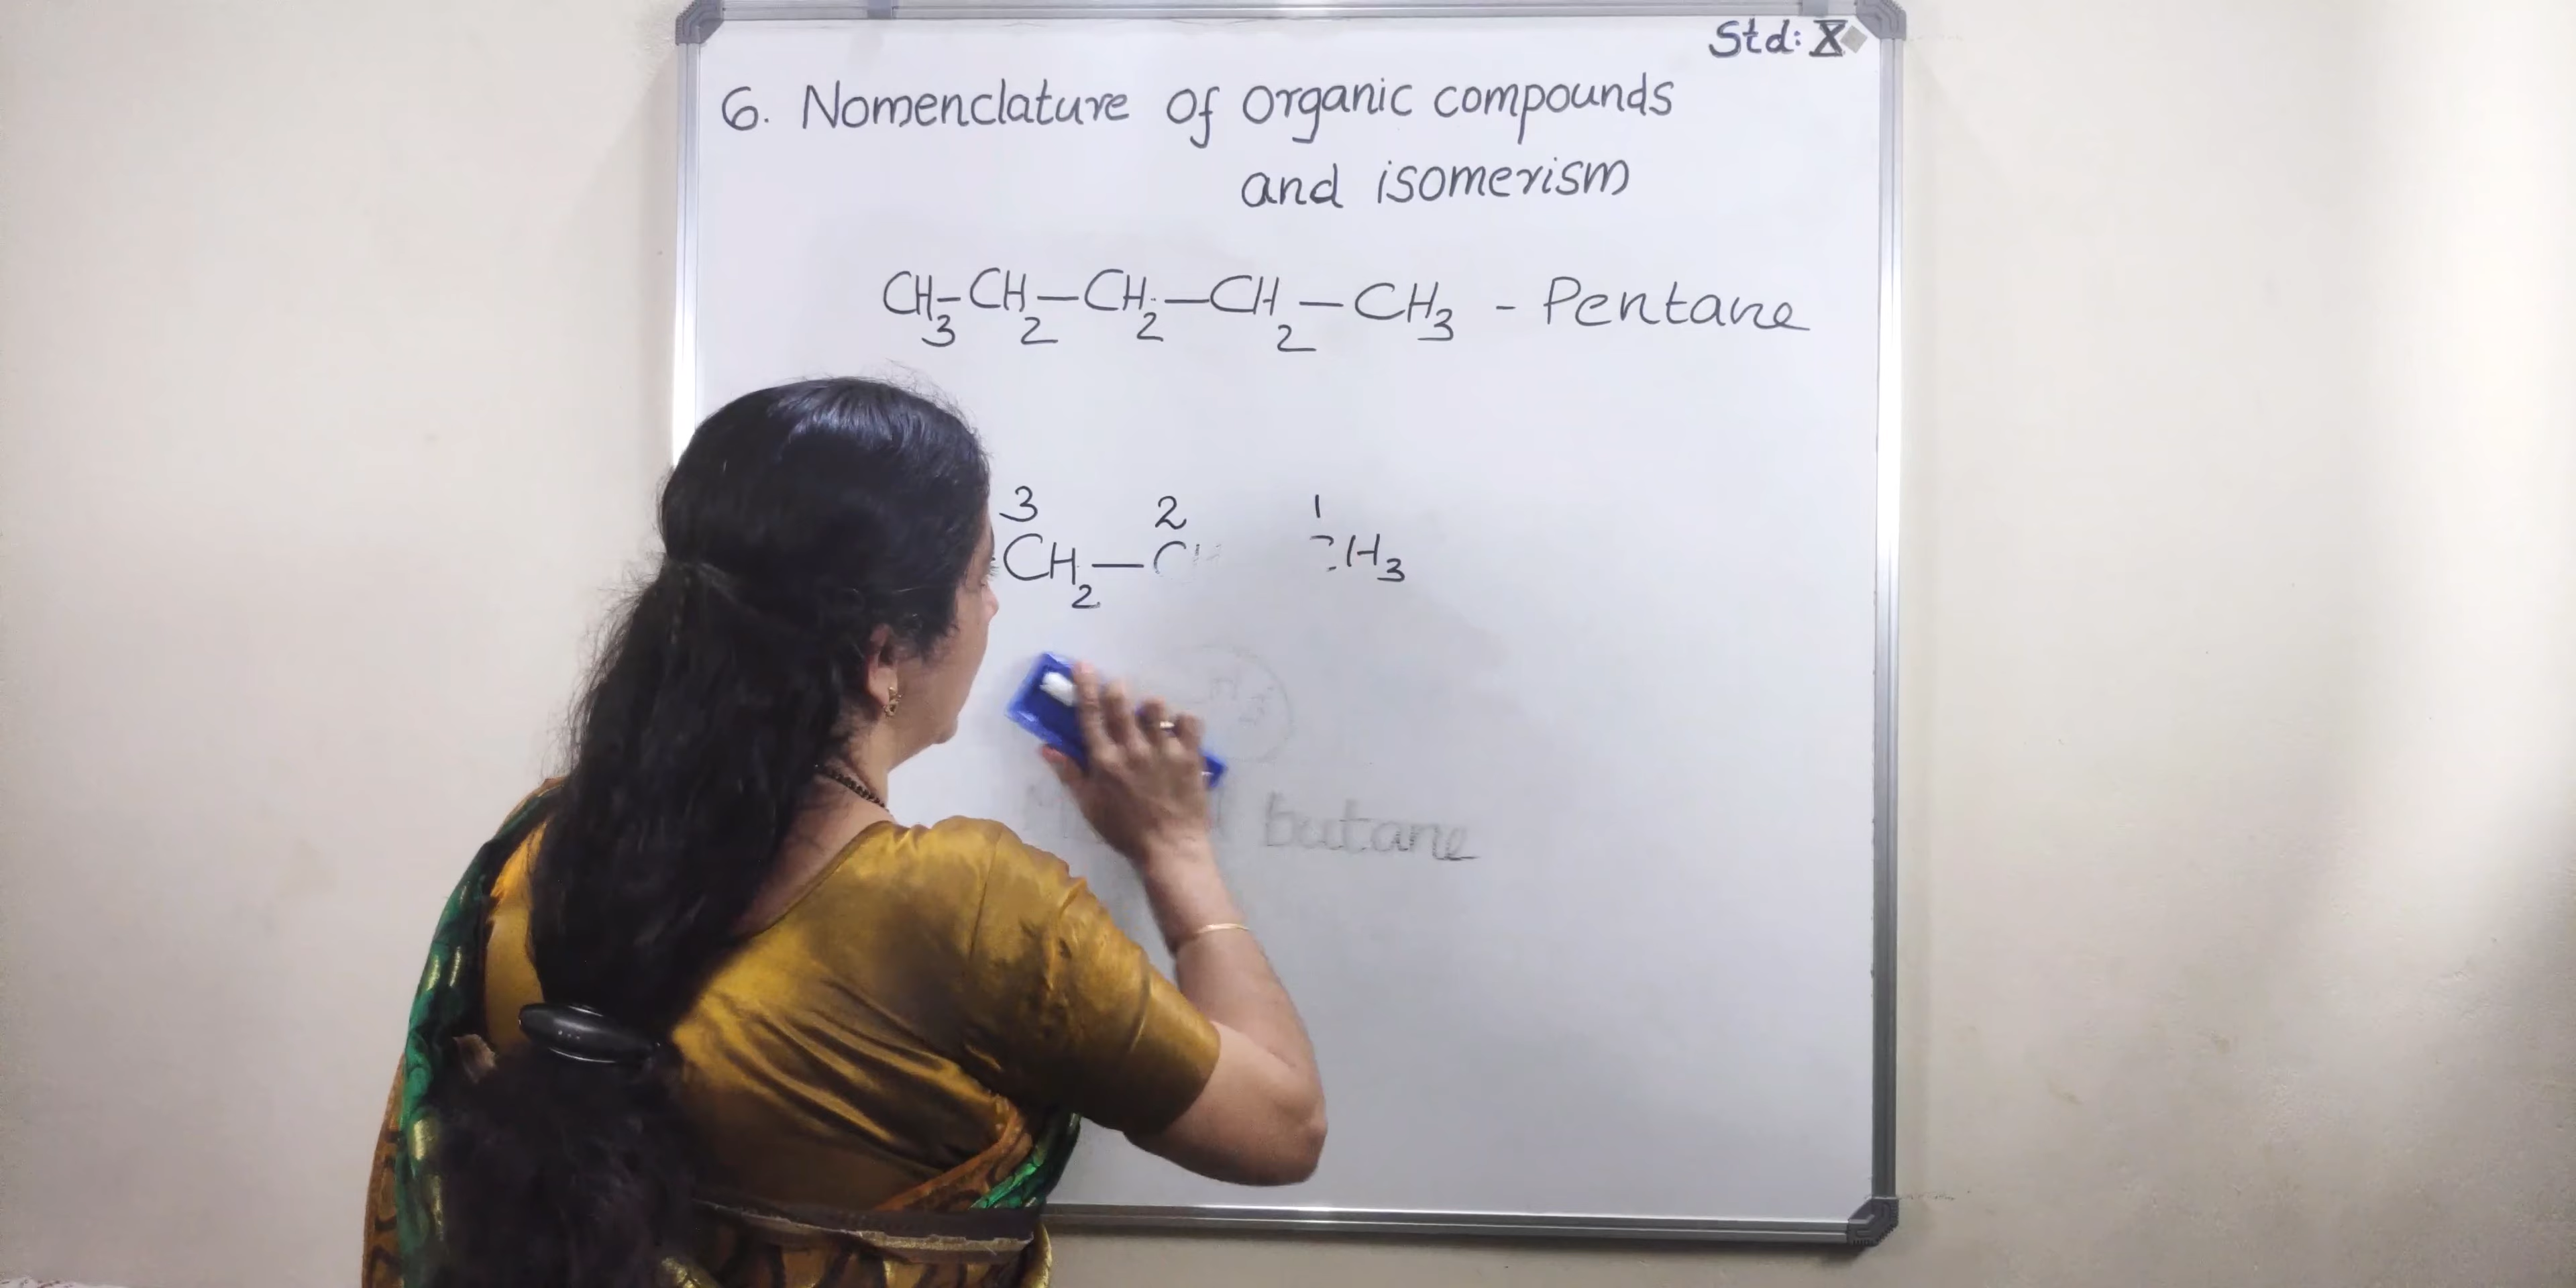 Std: X
6. Nomenclature of organic compounds
and isomerism
CH3-CH2-CH2-CH2-CH3 - Pentane
3 2 1
CH2-CH CH3
butane